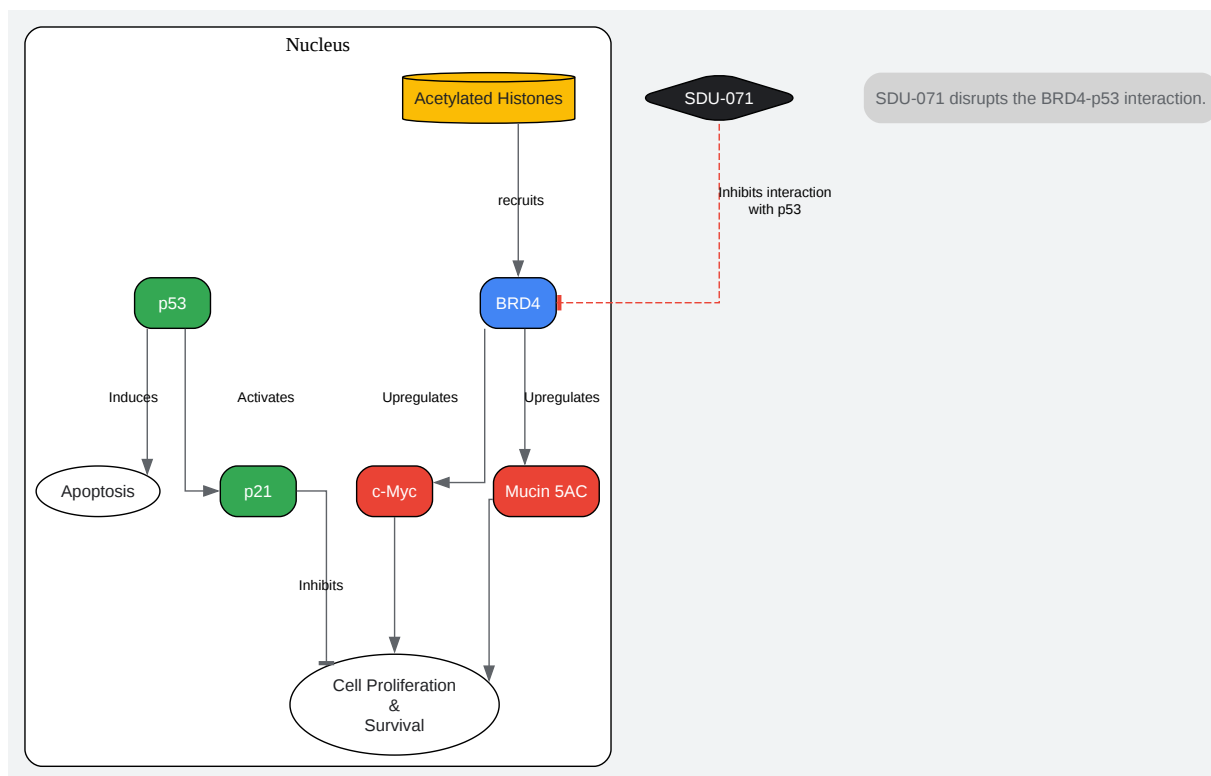 Nucleus
Acetylated Histones
SDU-071
SDU-071 disrupts the BRD4-p53 interaction.
recruits
Inhibits interaction
with p53
p53
BRD4
Induces
Activates
Upregulates
Upregulates
Apoptosis
p21
c-Myc
Mucin 5AC
Inhibits
Cell Proliferation
&
Survival